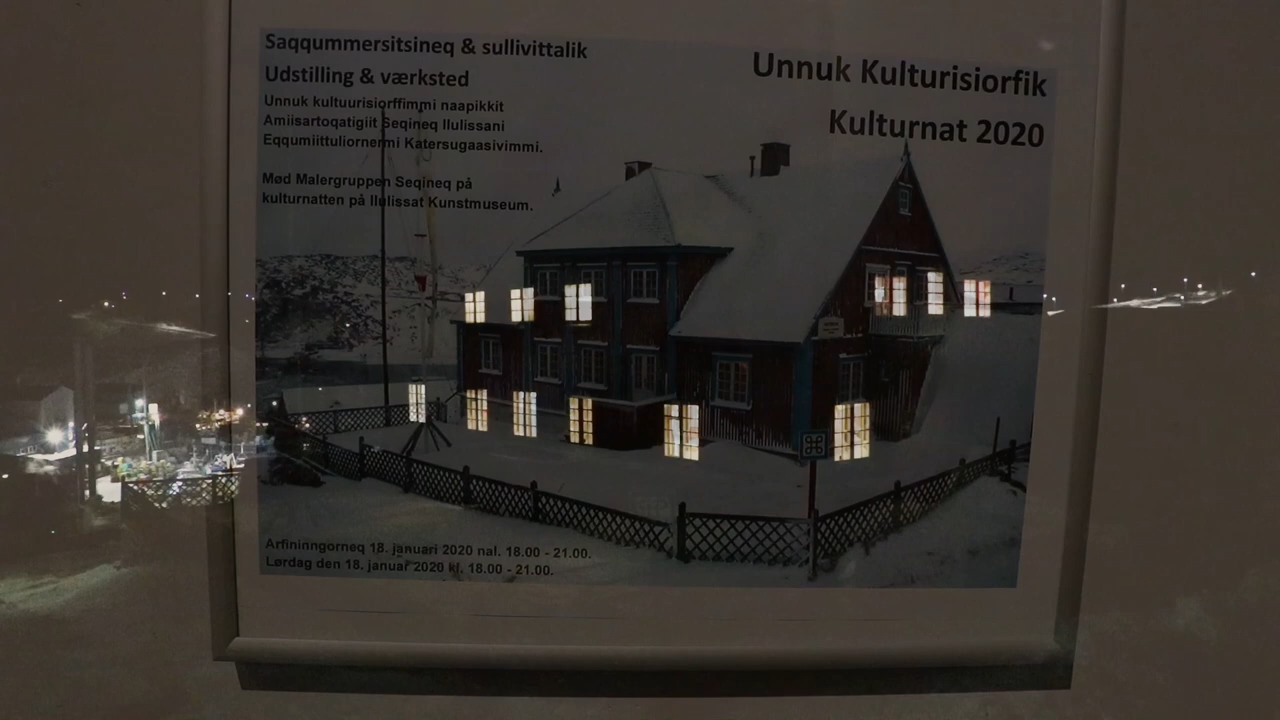 Saqqummersitsineq & sullivittalik
Udstilling & værksted
Unnuk kultuurisiorffimmi naapikkit
Amiisartoqatigiit Seqineq Ilulissani
Eqqumiittuliornermi Katersugaasivimmi.
Mød Malergruppen Seqineq på
kulturnatten på Ilulissat Kunstmuseum.
Unnuk Kulturisiorfik
Kulturnat 2020
Arfininngorneq 18. januari 2020 nal. 18.00 - 21.00.
Lørdag den 18. januar 2020 kl. 18.00 - 21.00.